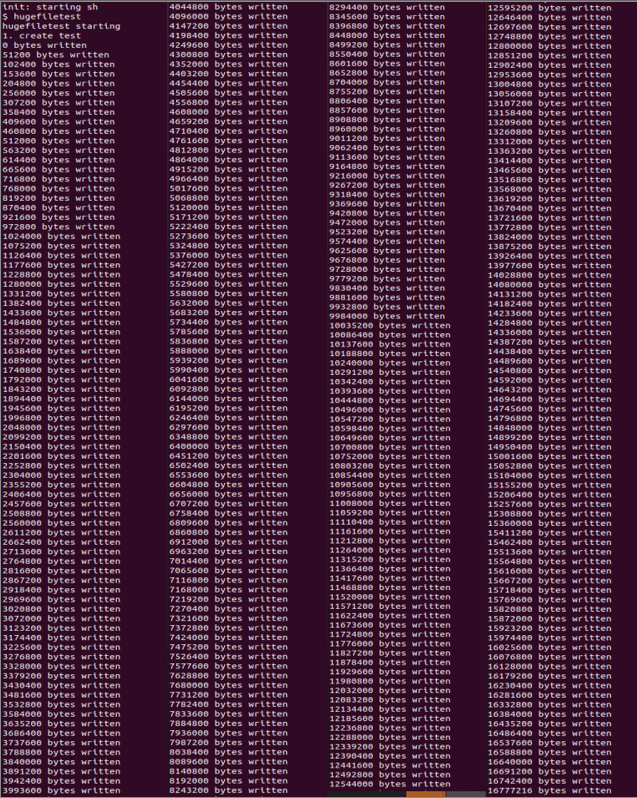 init: starting sh
$ hugefiletest
hugefiletest starting
1. create test
0 bytes written
51200 bytes written
102400 bytes written
153600 bytes written
204800 bytes written
256000 bytes written
307200 bytes written
358400 bytes written
409600 bytes written
460800 bytes written
512000 bytes written
563200 bytes written
614400 bytes written
665600 bytes written
716800 bytes written
768000 bytes written
819200 bytes written
870400 bytes written
921600 bytes written
972800 bytes written
1024000 bytes written
1075200 bytes written
1126400 bytes written
1177600 bytes written
1228800 bytes written
1280000 bytes written
1331200 bytes written
1382400 bytes written
1433600 bytes written
1484800 bytes written
1536000 bytes written
1587200 bytes written
1638400 bytes written
1689600 bytes written
1740800 bytes written
1792000 bytes written
1843200 bytes written
1894400 bytes written
1945600 bytes written
1996800 bytes written
2048000 bytes written
2099200 bytes written
2150400 bytes written
2201600 bytes written
2252800 bytes written
2304000 bytes written
2355200 bytes written
2406400 bytes written
2457600 bytes written
2508800 bytes written
2560000 bytes written
2611200 bytes written
2662400 bytes written
2713600 bytes written
2764800 bytes written
2816000 bytes written
2867200 bytes written
2918400 bytes written
2969600 bytes written
3020800 bytes written
3072000 bytes written
3123200 bytes written
3174400 bytes written
3225600 bytes written
3276800 bytes written
3328000 bytes written
3379200 bytes written
3430400 bytes written
3481600 bytes written
3532800 bytes written
3584000 bytes written
3635200 bytes written
3686400 bytes written
3737600 bytes written
3788800 bytes written
3840000 bytes written
3891200 bytes written
3942400 bytes written
3993600 bytes written
4044800 bytes written
4096000 bytes written
4147200 bytes written
4198400 bytes written
4249600 bytes written
4300800 bytes written
4352000 bytes written
4403200 bytes written
4454400 bytes written
4505600 bytes written
4556800 bytes written
4608000 bytes written
4659200 bytes written
4710400 bytes written
4761600 bytes written
4812800 bytes written
4864000 bytes written
4915200 bytes written
4966400 bytes written
5017600 bytes written
5068800 bytes written
5120000 bytes written
5171200 bytes written
5222400 bytes written
5273600 bytes written
5324800 bytes written
5376000 bytes written
5427200 bytes written
5478400 bytes written
5529600 bytes written
5580800 bytes written
5632000 bytes written
5683200 bytes written
5734400 bytes written
5785600 bytes written
5836800 bytes written
5888000 bytes written
5939200 bytes written
5990400 bytes written
6041600 bytes written
6092800 bytes written
6144000 bytes written
6195200 bytes written
6246400 bytes written
6297600 bytes written
6348800 bytes written
6400000 bytes written
6451200 bytes written
6502400 bytes written
6553600 bytes written
6604800 bytes written
6656000 bytes written
6707200 bytes written
6758400 bytes written
6809600 bytes written
6860800 bytes written
6912000 bytes written
6963200 bytes written
7014400 bytes written
7065600 bytes written
7116800 bytes written
7168000 bytes written
7219200 bytes written
7270400 bytes written
7321600 bytes written
7372800 bytes written
7424000 bytes written
7475200 bytes written
7526400 bytes written
7577600 bytes written
7628800 bytes written
7680000 bytes written
7731200 bytes written
7782400 bytes written
7833600 bytes written
7884800 bytes written
7936000 bytes written
7987200 bytes written
8038400 bytes written
8089600 bytes written
8140800 bytes written
8192000 bytes written
8243200 bytes written
8294400 bytes written
8345600 bytes written
8396800 bytes written
8448000 bytes written
8499200 bytes written
8550400 bytes written
8601600 bytes written
8652800 bytes written
8704000 bytes written
8755200 bytes written
8806400 bytes written
8857600 bytes written
8908800 bytes written
8960000 bytes written
9011200 bytes written
9062400 bytes written
9113600 bytes written
9164800 bytes written
9216000 bytes written
9267200 bytes written
9318400 bytes written
9369600 bytes written
9420800 bytes written
9472000 bytes written
9523200 bytes written
9574400 bytes written
9625600 bytes written
9676800 bytes written
9728000 bytes written
9779200 bytes written
9830400 bytes written
9881600 bytes written
9932800 bytes written
9984000 bytes written
10035200 bytes written
10086400 bytes written
10137600 bytes written
10188800 bytes written
10240000 bytes written
10291200 bytes written
10342400 bytes written
10393600 bytes written
10444800 bytes written
10496000 bytes written
10547200 bytes written
10598400 bytes written
10649600 bytes written
10700800 bytes written
10752000 bytes written
10803200 bytes written
10854400 bytes written
10905600 bytes written
10956800 bytes written
11008000 bytes written
11059200 bytes written
11110400 bytes written
11161600 bytes written
11212800 bytes written
11264000 bytes written
11315200 bytes written
11366400 bytes written
11417600 bytes written
11468800 bytes written
11520000 bytes written
11571200 bytes written
11622400 bytes written
11673600 bytes written
11724800 bytes written
11776000 bytes written
11827200 bytes written
11878400 bytes written
11929600 bytes written
11980800 bytes written
12032000 bytes written
12083200 bytes written
12134400 bytes written
12185600 bytes written
12236800 bytes written
12288000 bytes written
12339200 bytes written
12390400 bytes written
12441600 bytes written
12492800 bytes written
12544000 bytes written
12595200 bytes written
12646400 bytes written
12697600 bytes written
12748800 bytes written
12800000 bytes written
12851200 bytes written
12902400 bytes written
12953600 bytes written
13004800 bytes written
13056000 bytes written
13107200 bytes written
13158400 bytes written
13209600 bytes written
13260800 bytes written
13312000 bytes written
13363200 bytes written
13414400 bytes written
13465600 bytes written
13516800 bytes written
13568000 bytes written
13619200 bytes written
13670400 bytes written
13721600 bytes written
13772800 bytes written
13824000 bytes written
13875200 bytes written
13926400 bytes written
13977600 bytes written
14028800 bytes written
14080000 bytes written
14131200 bytes written
14182400 bytes written
14233600 bytes written
14284800 bytes written
14336000 bytes written
14387200 bytes written
14438400 bytes written
14489600 bytes written
14540800 bytes written
14592000 bytes written
14643200 bytes written
14694400 bytes written
14745600 bytes written
14796800 bytes written
14848000 bytes written
14899200 bytes written
14950400 bytes written
15001600 bytes written
15052800 bytes written
15104000 bytes written
15155200 bytes written
15206400 bytes written
15257600 bytes written
15308800 bytes written
15360000 bytes written
15411200 bytes written
15462400 bytes written
15513600 bytes written
15564800 bytes written
15616000 bytes written
15667200 bytes written
15718400 bytes written
15769600 bytes written
15820800 bytes written
15872000 bytes written
15923200 bytes written
15974400 bytes written
16025600 bytes written
16076800 bytes written
16128000 bytes written
16179200 bytes written
16230400 bytes written
16281600 bytes written
16332800 bytes written
16384000 bytes written
16435200 bytes written
16486400 bytes written
16537600 bytes written
16588800 bytes written
16640000 bytes written
16691200 bytes written
16742400 bytes written
16777216 bytes written